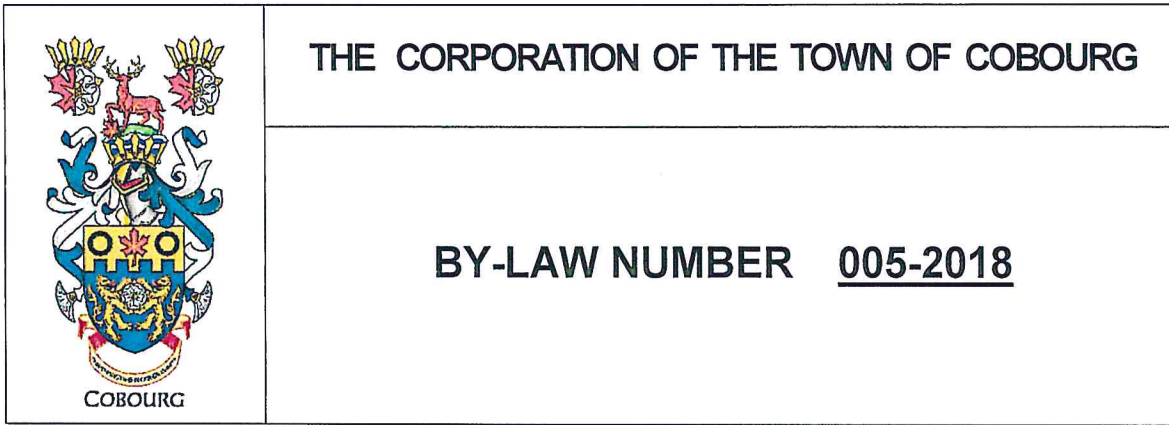 THE CORPORATION OF THE TOWN OF COBOURG
BY-LAW NUMBER 005-2018
COBOURG